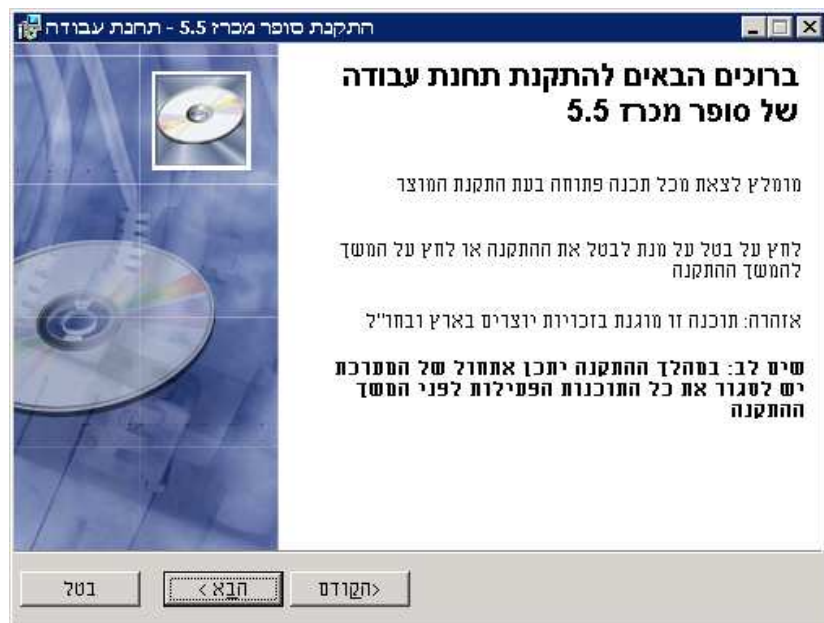 התקנת סופר מכרז 5.5 - תחנת עבודה
ברוכים הבאים להתקנת תחנת עבודה
של סופר מכרז 5.5
מומלץ לצאת מכל תכנה פתוחה בעת התקנת המוצר
לחץ על בטל על מנת לבטל את ההתקנה או לחץ על המשך
להמשך ההתקנה
אזהרה: תוכנה זו מוגנת בזכויות יוצרים בארץ ובחו"ל
שים לב: במהלך ההתקנה יתכן אתחול של המערכת
יש לסגור את כל התוכנות הפעילות לפני המשך
ההתקנה
<הקודם
הבא >
בטל